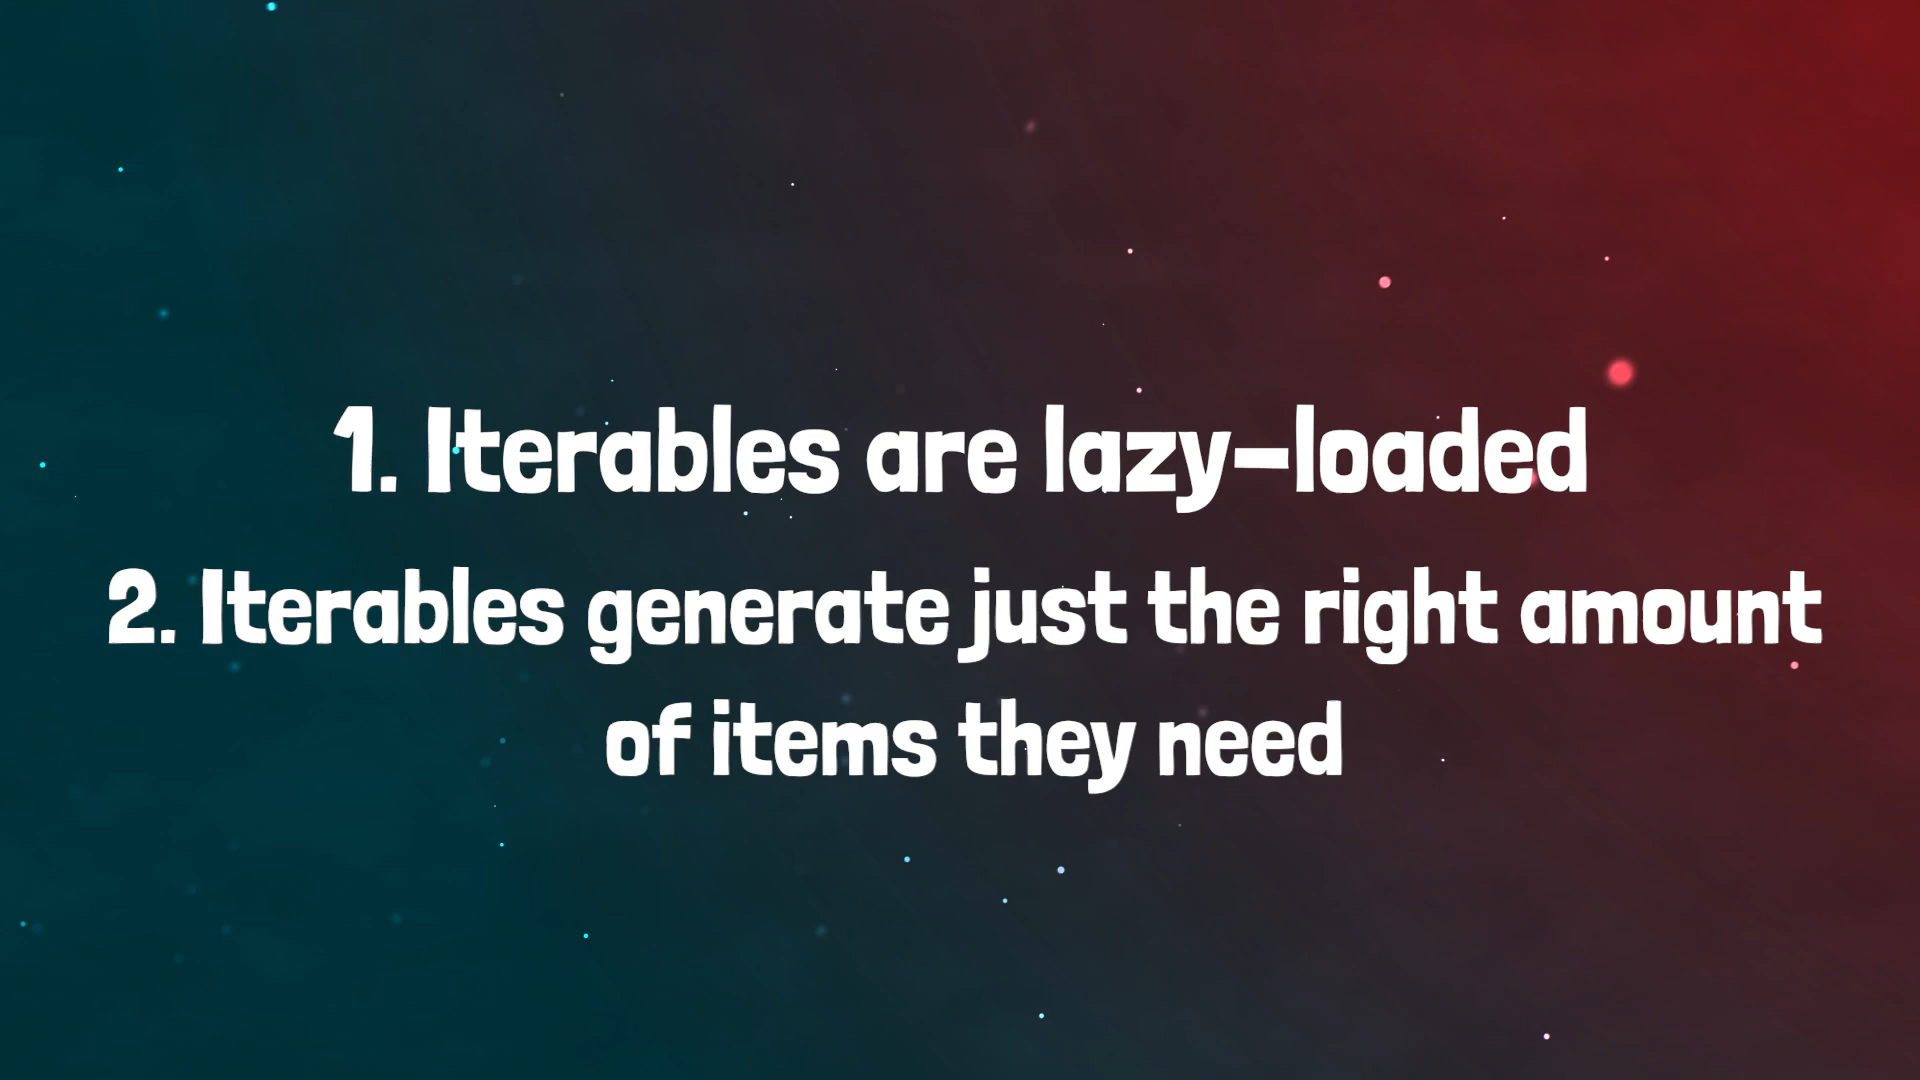 1. Iterables are lazy-loaded
2. Iterables generate just the right amount
of items they need